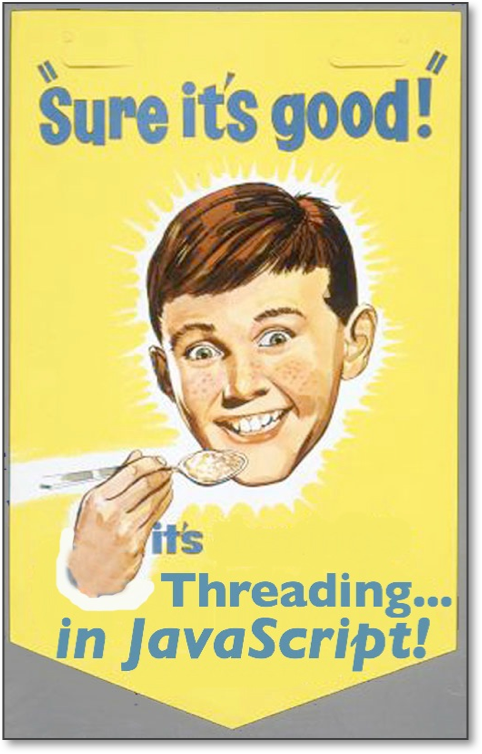 "Sure it's good!"
it's
Threading...
in JavaScript!